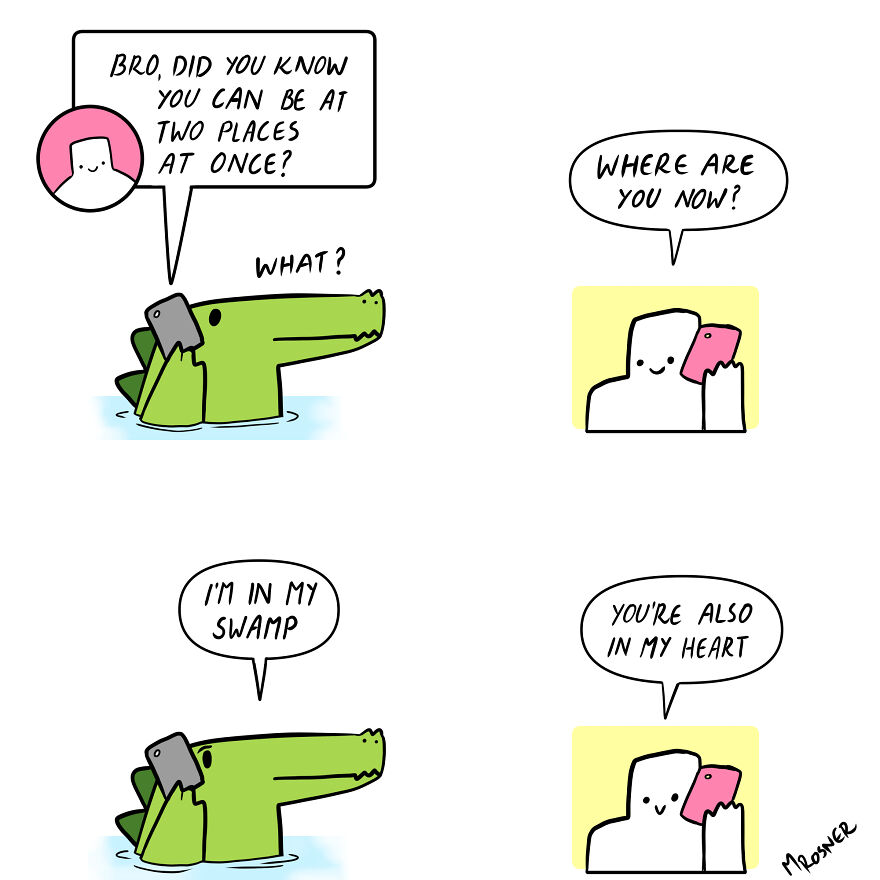 BRO, DID YOU KNOW
YOU CAN BE AT
TWO PLACES
AT ONCE?
WHAT?
WHERE ARE
YOU NOW?
I'M IN MY
SWAMP
YOU'RE ALSO
IN MY HEART
MROSNER